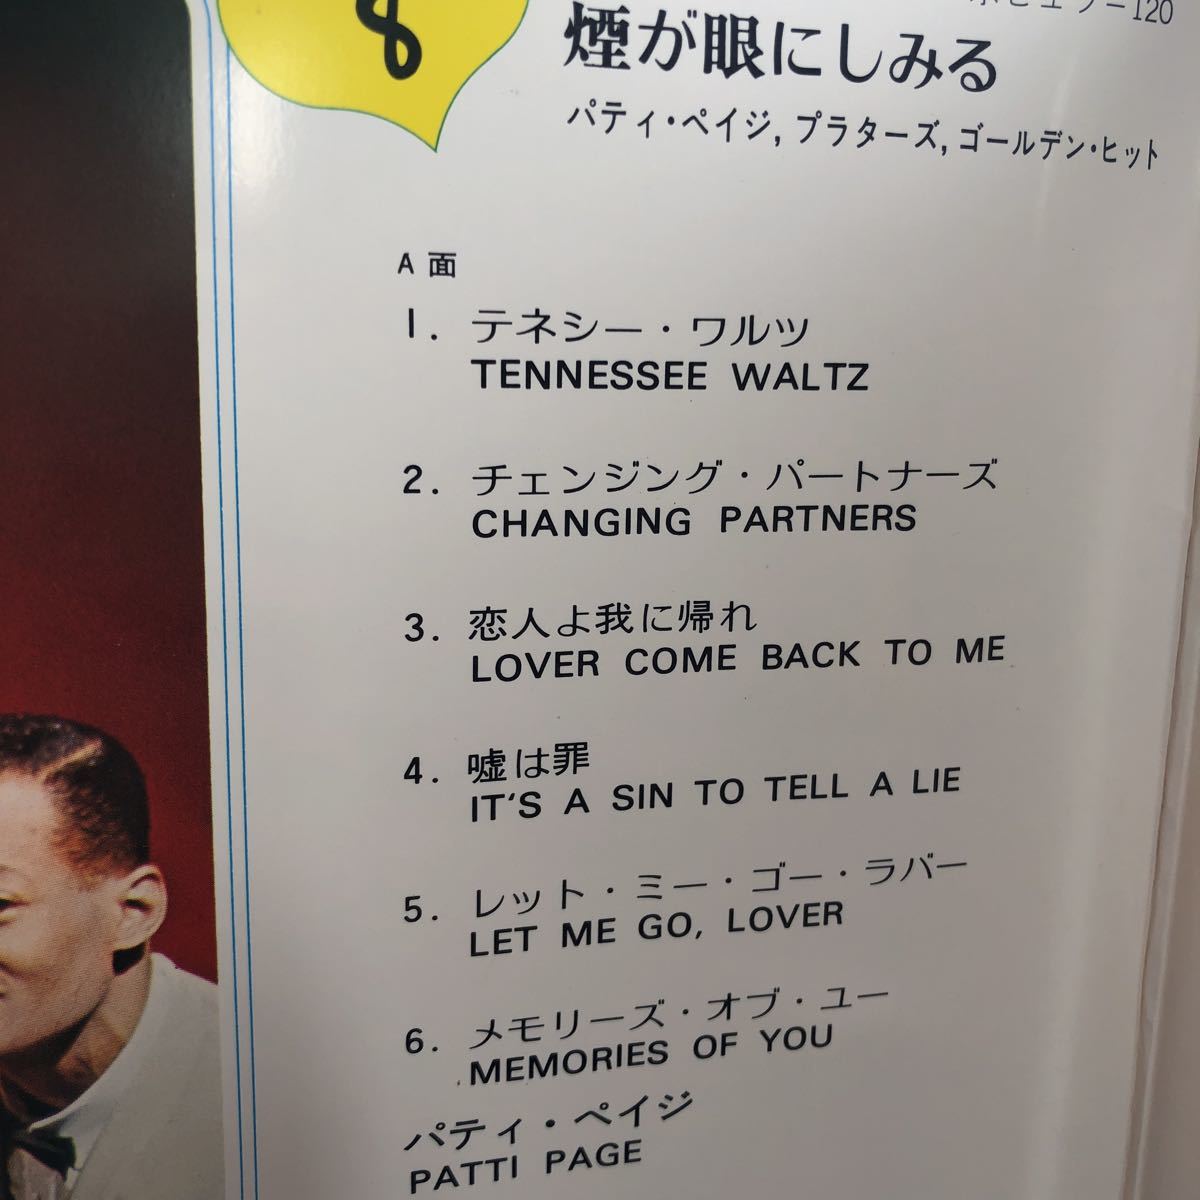 8
煙が眼にしみる
パティ・ペイジ, プラターズ, ゴールデン・ヒット
A 面
1. テネシー・ワルツ
TENNESSEE WALTZ
2. チェンジング・パートナーズ
CHANGING PARTNERS
3. 恋人よ我に帰れ
LOVER COME BACK TO ME
4. 嘘は罪
IT'S A SIN TO TELL A LIE
5. レット・ミー・ゴー・ラバー
LET ME GO, LOVER
6. メモリーズ・オブ・ユー
MEMORIES OF YOU
パティ・ペイジ
PATTI PAGE